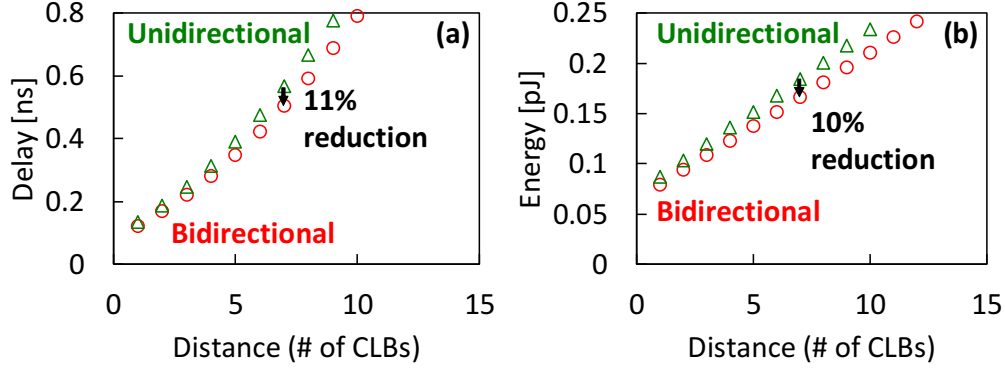 Delay [ns]
0.8
0.6
0.4
0.2
0
Unidirectional
(a)
11%
reduction
Bidirectional
0
5
10
15
Distance (# of CLBs)
Energy [pJ]
0.25
0.2
0.15
0.1
0.05
0
Unidirectional
(b)
10%
reduction
Bidirectional
0
5
10
15
Distance (# of CLBs)